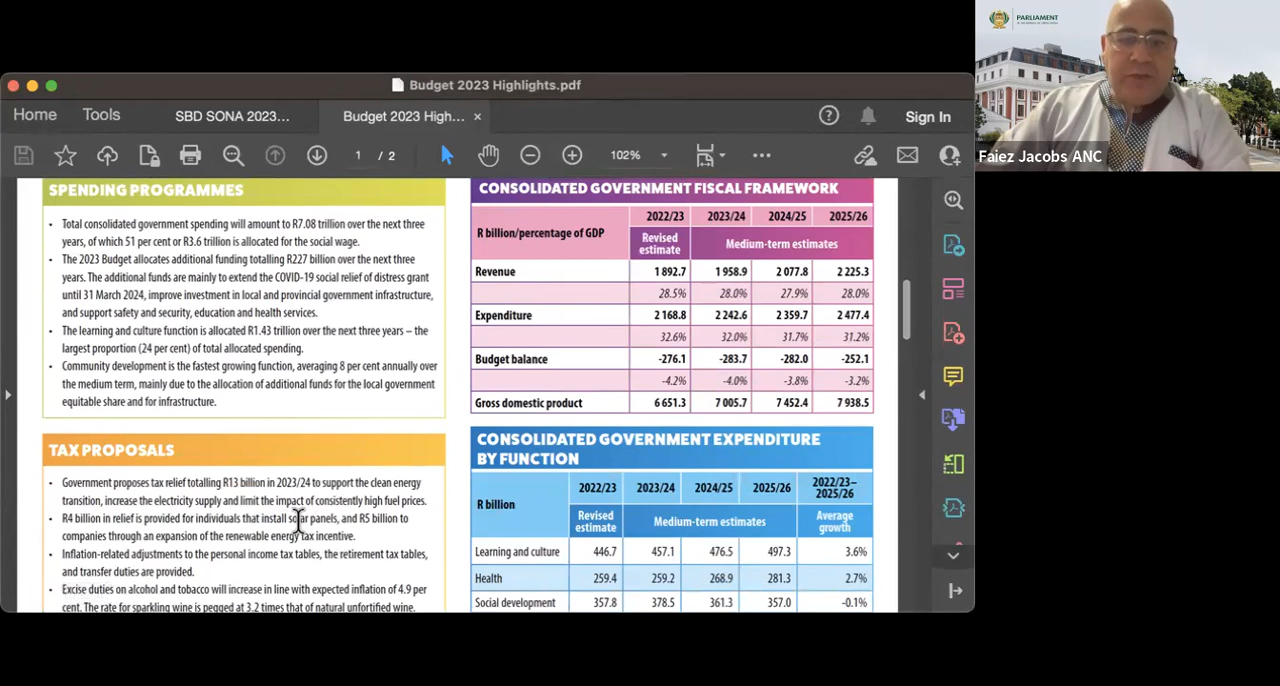 Budget 2023 Highlights.pdf
Home
Tools
SBD SONA 2023...
Budget 2023 High... ×
Sign In
1 / 2
102%
SPENDING PROGRAMMES
• Total consolidated government spending will amount to R7.08 trillion over the next three
years, of which 51 per cent or R3.6 trillion is allocated for the social wage.
• The 2023 Budget allocates additional funding totalling R227 billion over the next three
years. The additional funds are mainly to extend the COVID-19 social relief of distress grant
until 31 March 2024, improve investment in local and provincial government infrastructure,
and support safety and security, education and health services.
• The learning and culture function is allocated R1.43 trillion over the next three years – the
largest proportion (24 per cent) of total allocated spending.
• Community development is the fastest growing function, averaging 8 per cent annually over
the medium term, mainly due to the allocation of additional funds for the local government
equitable share and for infrastructure.
TAX PROPOSALS
• Government proposes tax relief totalling R13 billion in 2023/24 to support the clean energy
transition, increase the electricity supply and limit the impact of consistently high fuel prices.
• R4 billion in relief is provided for individuals that install solar panels, and R5 billion to
companies through an expansion of the renewable energy tax incentive.
• Inflation-related adjustments to the personal income tax tables, the retirement tax tables,
and transfer duties are provided.
• Excise duties on alcohol and tobacco will increase in line with expected inflation of 4.9 per
cent. The rate for sparkling wine is pegged at 3.2 times that of natural unfortified wine.
CONSOLIDATED GOVERNMENT FISCAL FRAMEWORK
R billion/percentage of GDP 2022/23 2023/24 2024/25 2025/26
Revised estimate Medium-term estimates
Revenue 1 892.7 1 958.9 2 077.8 2 225.3
28.5% 28.0% 27.9% 28.0%
Expenditure 2 168.8 2 242.6 2 359.7 2 477.4
32.6% 32.0% 31.7% 31.2%
Budget balance -276.1 -283.7 -282.0 -252.1
-4.2% -4.0% -3.8% -3.2%
Gross domestic product 6 651.3 7 005.7 7 452.4 7 938.5
CONSOLIDATED GOVERNMENT EXPENDITURE
BY FUNCTION
R billion 2022/23 2023/24 2024/25 2025/26 2022/23–2025/26
Revised estimate Medium-term estimates Average growth
Learning and culture 446.7 457.1 476.5 497.3 3.6%
Health 259.4 259.2 268.9 281.3 2.7%
Social development 357.8 378.5 361.3 357.0 -0.1%
PARLIAMENT
Faiez Jacobs ANC